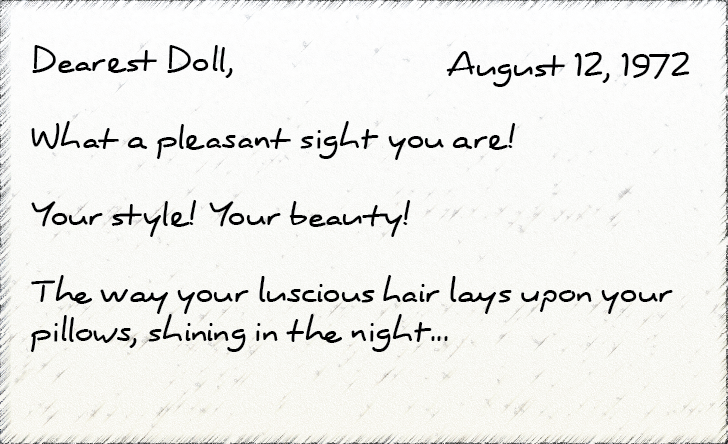 Dearest Doll, August 12, 1972
What a pleasant sight you are!
Your style! Your beauty!
The way your luscious hair lays upon your
pillows, shining in the night...